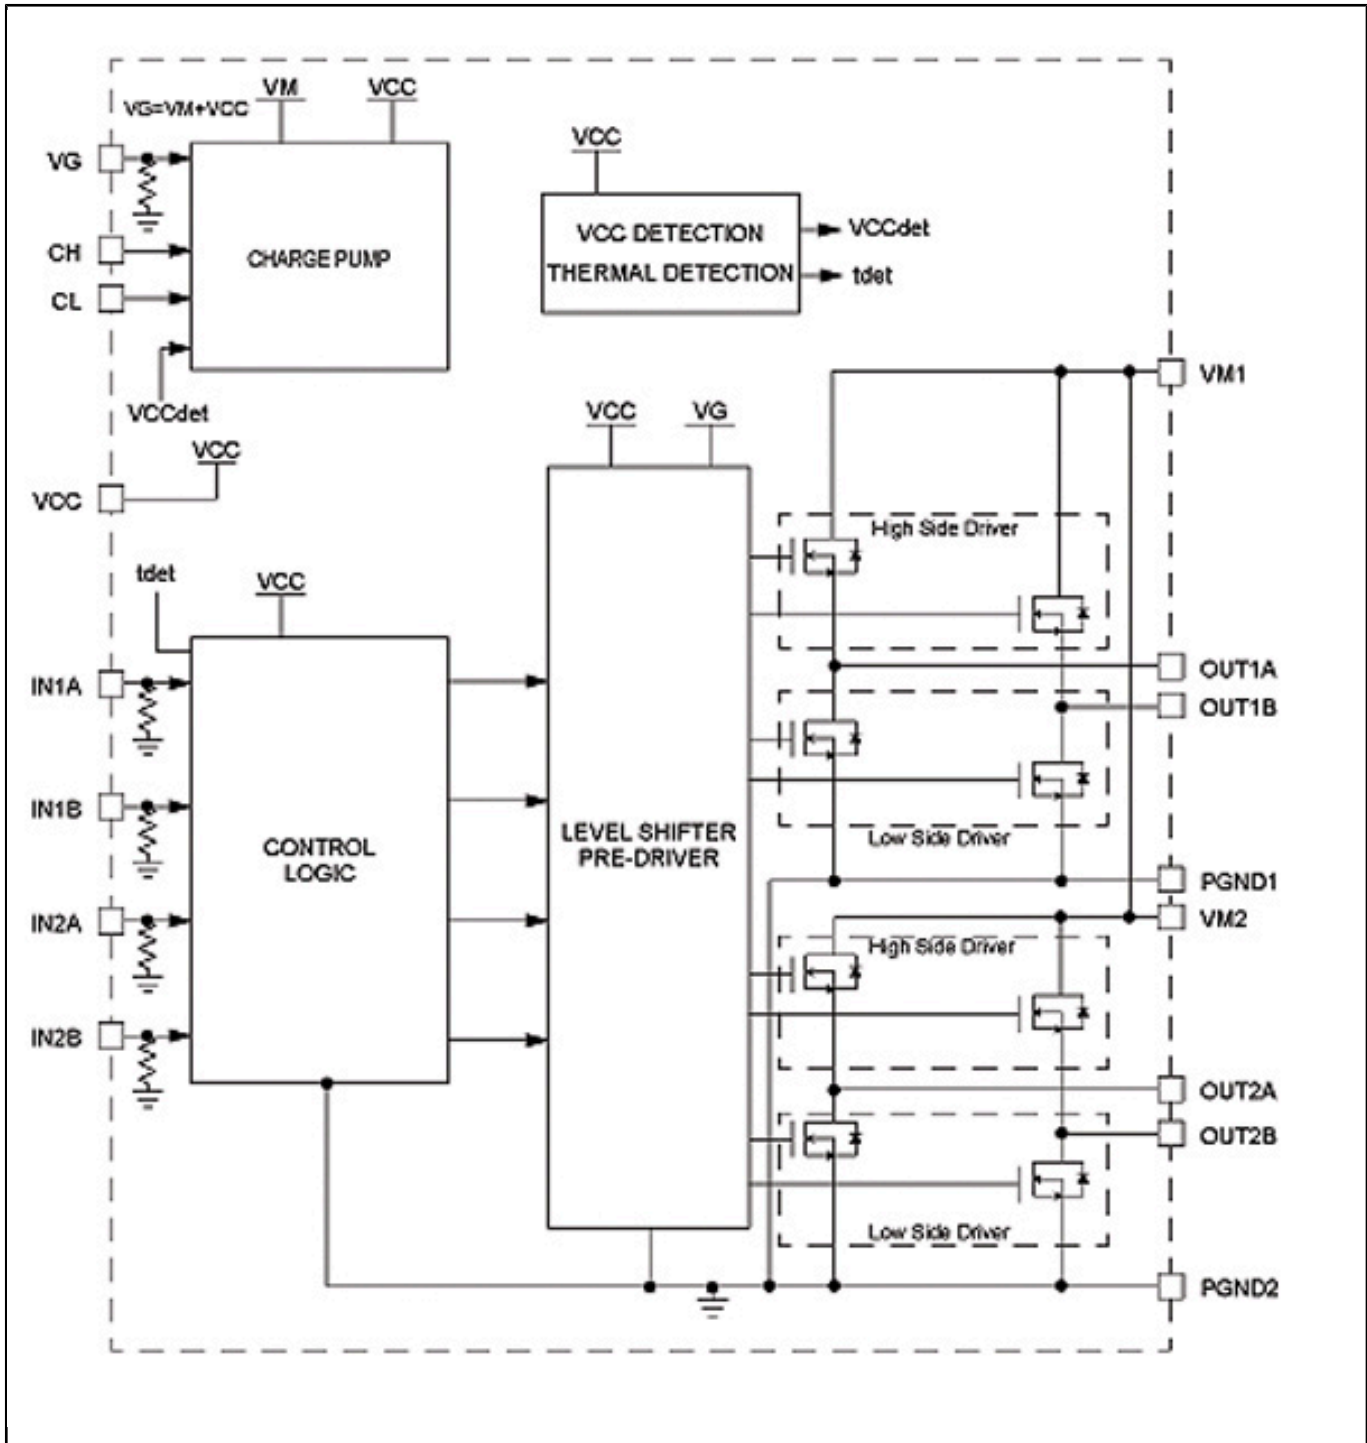 VM
VCC
VG=VM+VCC
VG
CH
CL
CHARGE PUMP
VCCdet
VCC
VCC DETECTION
THERMAL DETECTION
VCCdet
tdet
VCC
VCC
VM1
VCC
VG
High Side Driver
tdet
VCC
IN1A
IN1B
IN2A
IN2B
CONTROL
LOGIC
LEVEL SHIFTER
PRE-DRIVER
OUT1A
OUT1B
Low Side Driver
PGND1
VM2
High Side Driver
OUT2A
OUT2B
Low Side Driver
PGND2